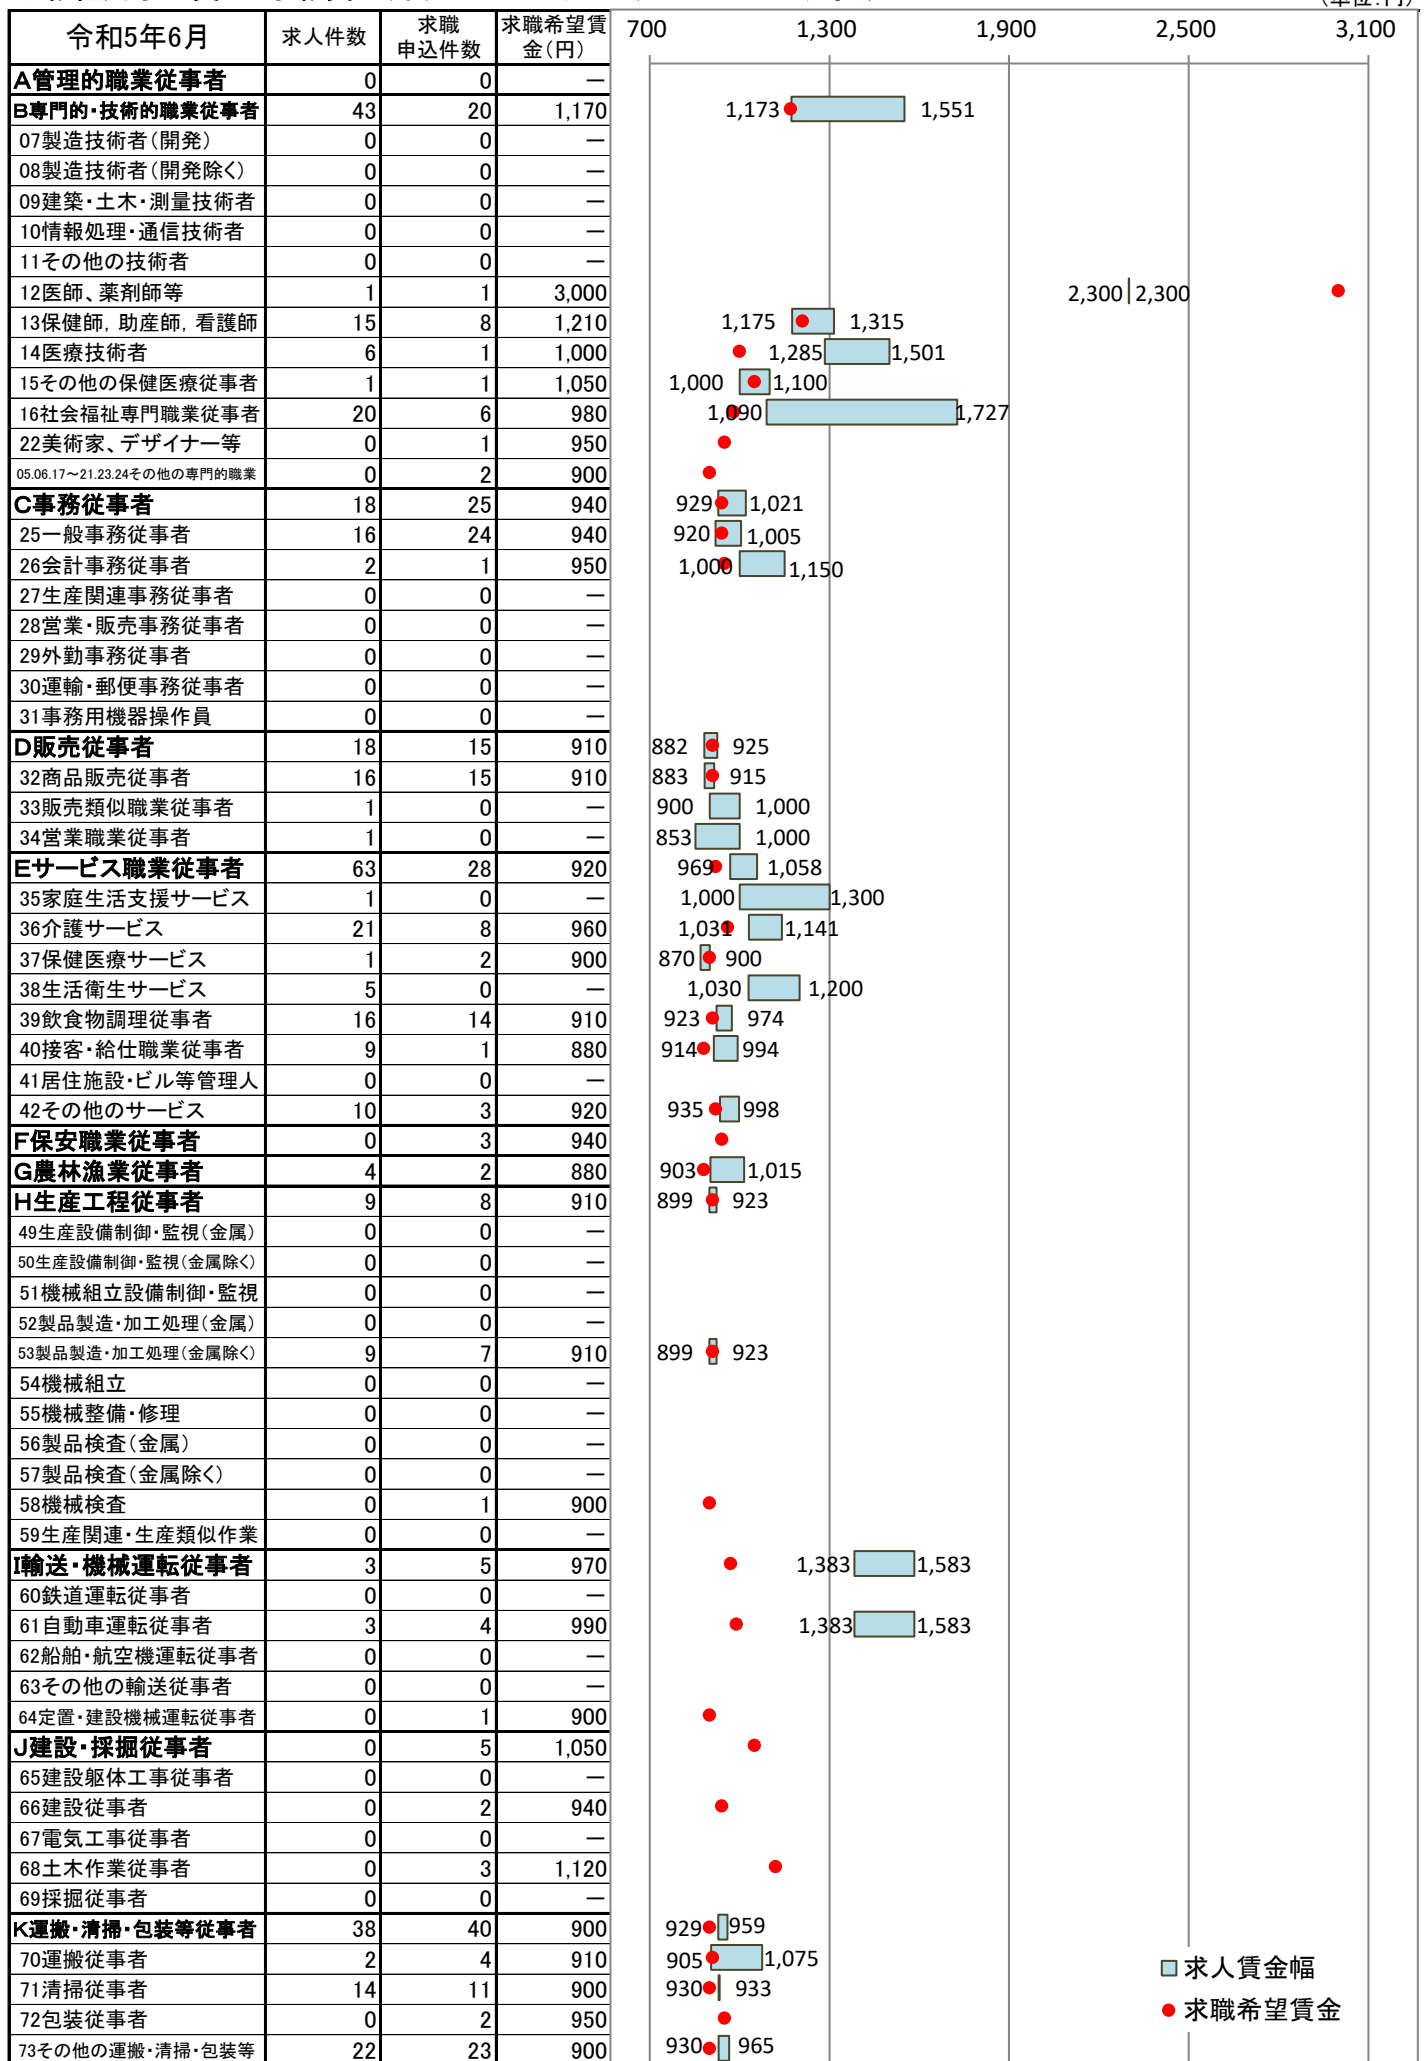 (単位:円)
令和5年6月 求人件数 求職申込件数 求職希望賃金(円) 700 1,300 1,900 2,500 3,100
A管理的職業従事者 0 0 ―
B専門的・技術的職業従事者 43 20 1,170 1,173 1,551
07製造技術者(開発) 0 0 ―
08製造技術者(開発除く) 0 0 ―
09建築・土木・測量技術者 0 0 ―
10情報処理・通信技術者 0 0 ―
11その他の技術者 0 0 ―
12医師、薬剤師等 1 1 3,000 2,300 2,300
13保健師,助産師,看護師 15 8 1,210 1,175 1,315
14医療技術者 6 1 1,000 1,285 1,501
15その他の保健医療従事者 1 1 1,050 1,000 1,100
16社会福祉専門職業従事者 20 6 980 1,090 1,727
22美術家、デザイナー等 0 1 950
05.06.17～21.23.24その他の専門的職業 0 2 900
C事務従事者 18 25 940 929 1,021
25一般事務従事者 16 24 940 920 1,005
26会計事務従事者 2 1 950 1,000 1,150
27生産関連事務従事者 0 0 ―
28営業・販売事務従事者 0 0 ―
29外勤事務従事者 0 0 ―
30運輸・郵便事務従事者 0 0 ―
31事務用機器操作員 0 0 ―
D販売従事者 18 15 910 882 925
32商品販売従事者 16 15 910 883 915
33販売類似職業従事者 1 0 ― 900 1,000
34営業職業従事者 1 0 ― 853 1,000
Eサービス職業従事者 63 28 920 969 1,058
35家庭生活支援サービス 1 0 ― 1,000 1,300
36介護サービス 21 8 960 1,031 1,141
37保健医療サービス 1 2 900 870 900
38生活衛生サービス 5 0 ― 1,030 1,200
39飲食物調理従事者 16 14 910 923 974
40接客・給仕職業従事者 9 1 880 914 994
41居住施設・ビル等管理人 0 0 ―
42その他のサービス 10 3 920 935 998
F保安職業従事者 0 3 940
G農林漁業従事者 4 2 880 903 1,015
H生産工程従事者 9 8 910 899 923
49生産設備制御・監視(金属) 0 0 ―
50生産設備制御・監視(金属除く) 0 0 ―
51機械組立設備制御・監視 0 0 ―
52製品製造・加工処理(金属) 0 0 ―
53製品製造・加工処理(金属除く) 9 7 910 899 923
54機械組立 0 0 ―
55機械整備・修理 0 0 ―
56製品検査(金属) 0 0 ―
57製品検査(金属除く) 0 0 ―
58機械検査 0 1 900
59生産関連・生産類似作業 0 0 ―
I輸送・機械運転従事者 3 5 970 1,383 1,583
60鉄道運転従事者 0 0 ―
61自動車運転従事者 3 4 990 1,383 1,583
62船舶・航空機運転従事者 0 0 ―
63その他の輸送従事者 0 0 ―
64定置・建設機械運転従事者 0 1 900
J建設・採掘従事者 0 5 1,050
65建設躯体工事従事者 0 0 ―
66建設従事者 0 2 940
67電気工事従事者 0 0 ―
68土木作業従事者 0 3 1,120
69採掘従事者 0 0 ―
K運搬・清掃・包装等従事者 38 40 900 929 959
70運搬従事者 2 4 910 905 1,075
71清掃従事者 14 11 900 930 933
72包装従事者 0 2 950
73その他の運搬・清掃・包装等 22 23 900 930 965
求人賃金幅
求職希望賃金